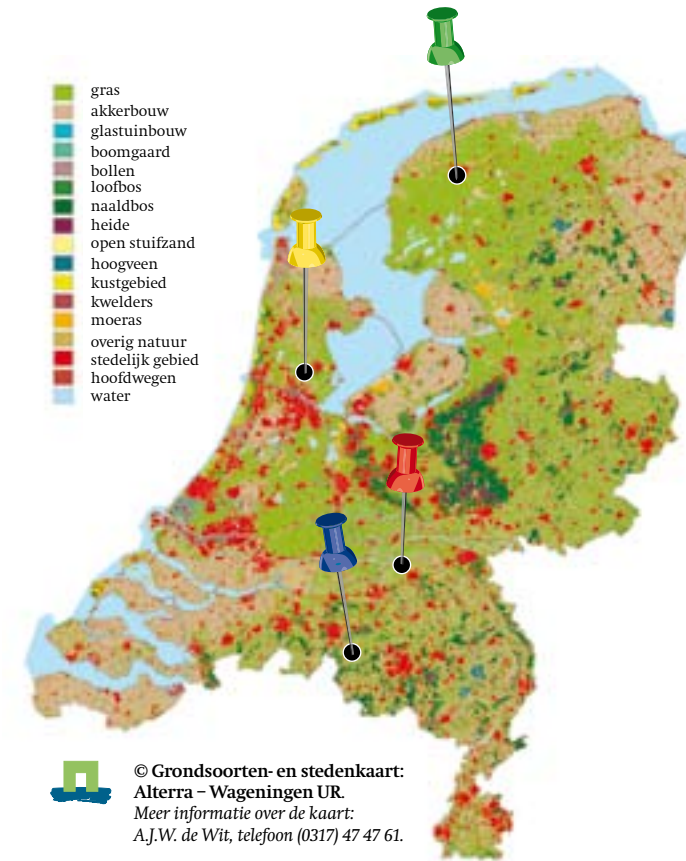 gras
akkerbouw
glastuinbouw
boomgaard
bollen
loofbos
naaldbos
heide
open stuifzand
hoogveen
kustgebied
kwelders
moeras
overig natuur
stedelijk gebied
hoofdwegen
water
© Grondsoorten- en stedenkaart:
Alterra – Wageningen UR.
Meer informatie over de kaart:
A.J.W. de Wit, telefoon (0317) 47 47 61.